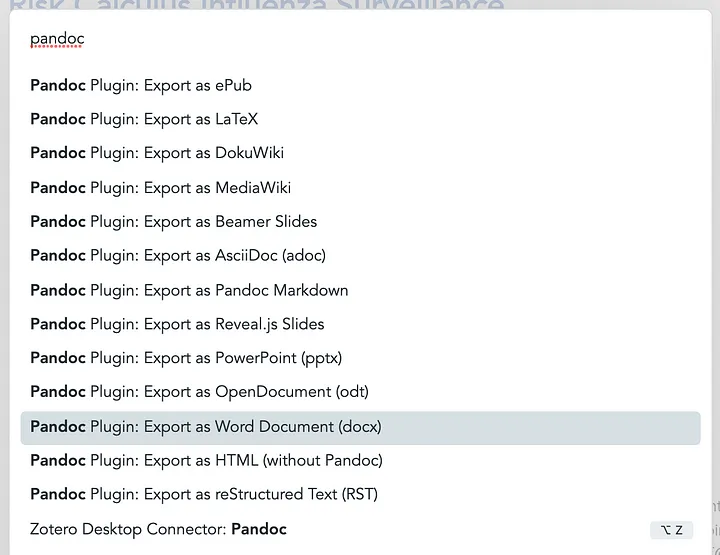 Risk Calculus Influenza Surveillance
pandoc
Pandoc Plugin: Export as ePub
Pandoc Plugin: Export as LaTeX
Pandoc Plugin: Export as DokuWiki
Pandoc Plugin: Export as MediaWiki
Pandoc Plugin: Export as Beamer Slides
Pandoc Plugin: Export as AsciiDoc (adoc)
Pandoc Plugin: Export as Pandoc Markdown
Pandoc Plugin: Export as Reveal.js Slides
Pandoc Plugin: Export as PowerPoint (pptx)
Pandoc Plugin: Export as OpenDocument (odt)
Pandoc Plugin: Export as Word Document (docx)
Pandoc Plugin: Export as HTML (without Pandoc)
Pandoc Plugin: Export as reStructured Text (RST)
Zotero Desktop Connector: Pandoc ⌥ Z